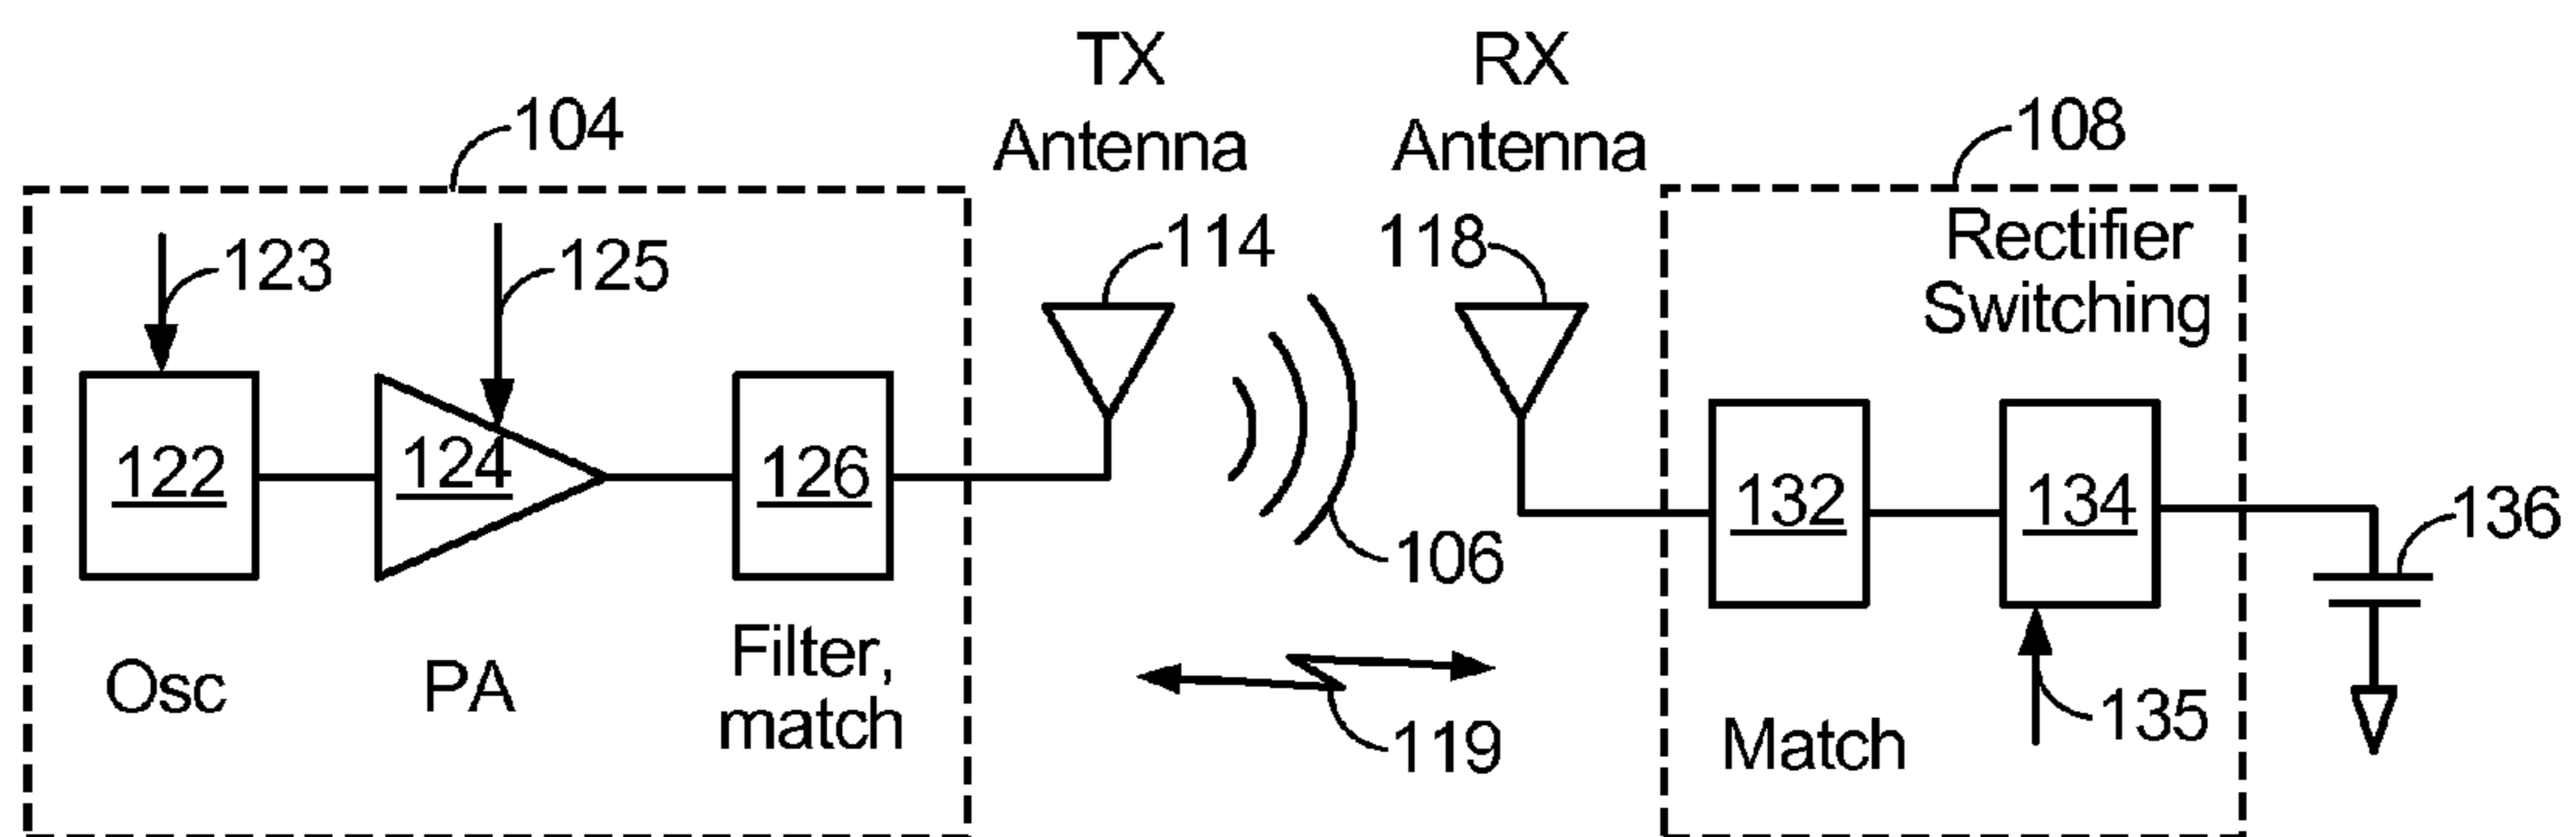 TX
Antenna
RX
Antenna
104
108
123
125
114
118
Rectifier
Switching
122
124
126
132
134
136
106
Osc
PA
Filter,
match
119
Match
135